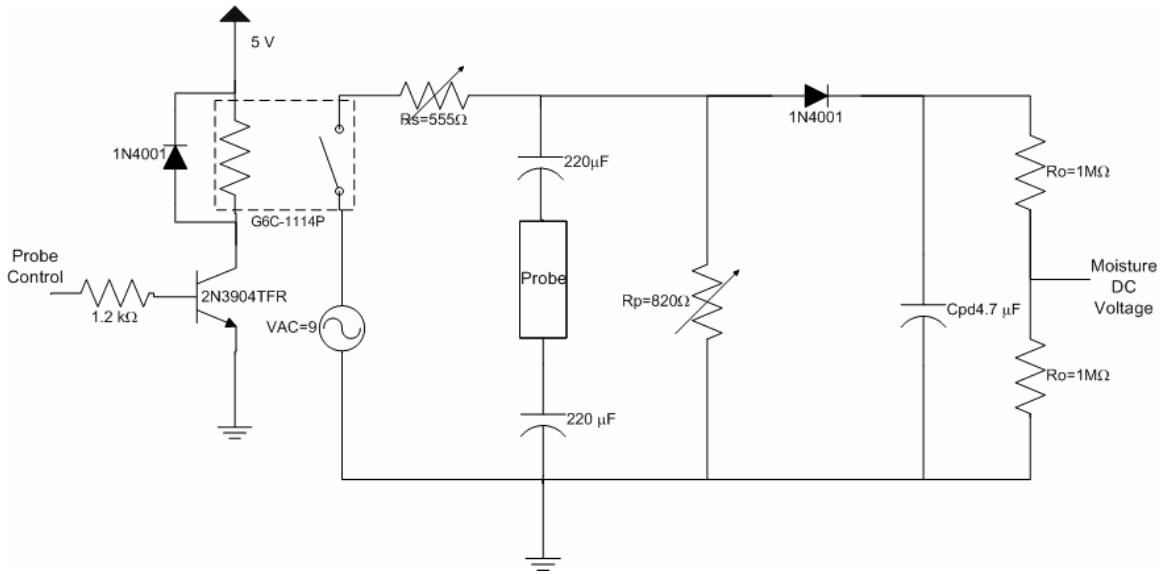 5 V
1N4001
Rs=555Ω
1N4001
220μF
Ro=1MΩ
G6C-1114P
Probe
Control
2N3904TFR
1.2 kΩ
VAC=9
Probe
Rp=820Ω
Cpd4.7 μF
Moisture
DC
Voltage
220 μF
Ro=1MΩ